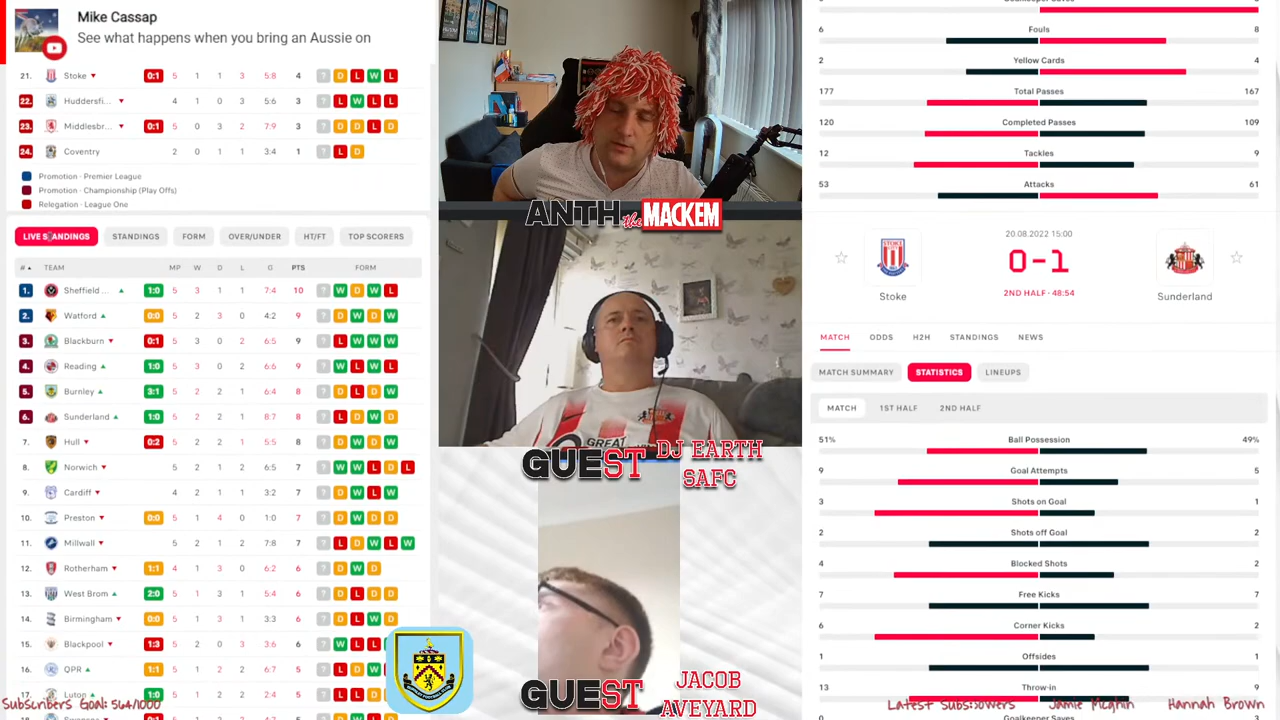 Mike Cassap
See what happens when you bring an Aussie on
21. Stoke 0:1 5 1 1 3 5:8 4 ? D L W L
22. Huddersfi... 4 1 0 3 5:6 3 ? L W L L
23. Middlesbr... 0:1 5 0 3 2 7:9 3 ? D D L D
24. Coventry 2 0 1 1 3:4 1 ? L D
Promotion - Premier League
Promotion - Championship (Play Offs)
Relegation - League One
LIVE STANDINGS STANDINGS FORM OVER/UNDER HT/FT TOP SCORERS
# TEAM MP W D L G PTS FORM
1. Sheffield ... 1:0 5 3 1 1 7:4 10 ? W D W L
2. Watford 0:0 5 2 3 0 4:2 9 ? D W D W
3. Blackburn 0:1 5 3 0 2 6:5 9 ? L W W W
4. Reading 1:0 5 3 0 2 6:6 9 ? W L W L
5. Burnley 3:1 5 2 2 1 6:4 8 ? D L D W
6. Sunderland 1:0 5 2 2 1 8:7 8 ? L D W D
7. Hull 0:2 5 2 2 1 5:5 8 ? D W D W
8. Norwich 5 2 1 2 6:5 7 ? W W L D L
9. Cardiff 4 2 1 1 3:2 7 ? D W L W
10. Preston 0:0 5 1 4 0 1:0 7 ? D W D D
11. Millwall 5 2 1 2 7:8 7 ? L D W L W
12. Rotherham 1:1 4 1 3 0 6:2 6 ? D W D
13. West Brom 2:0 5 1 3 1 5:4 6 ? D L D D
14. Birmingham 0:0 5 1 3 1 3:3 6 ? D L W D
15. Blackpool 1:3 5 2 0 3 3:6 6 ? W L L
16. QPR 1:1 5 1 2 2 6:7 5 ? L D W
17. Luton 1:0 5 1 2 2 2:4 5 ? L L D
Subscribers Goal: 564/1000
ANTH the MACKEM
GREAT
GUEST DJ EARTH
SAFC
GUEST JACOB
AVEYARD
6 Fouls 8
2 Yellow Cards 4
177 Total Passes 167
120 Completed Passes 109
12 Tackles 9
53 Attacks 61
20.08.2022 15:00
0-1
2ND HALF - 48:54
Stoke Sunderland
MATCH ODDS H2H STANDINGS NEWS
MATCH SUMMARY STATISTICS LINEUPS
MATCH 1ST HALF 2ND HALF
51% Ball Possession 49%
9 Goal Attempts 5
3 Shots on Goal 1
2 Shots off Goal 2
4 Blocked Shots 2
7 Free Kicks 7
6 Corner Kicks 2
1 Offsides 1
13 Throw-in 9
Latest Subs: Jamie Mcghin Hannah Brown
0 Goalkeeper Saves 3